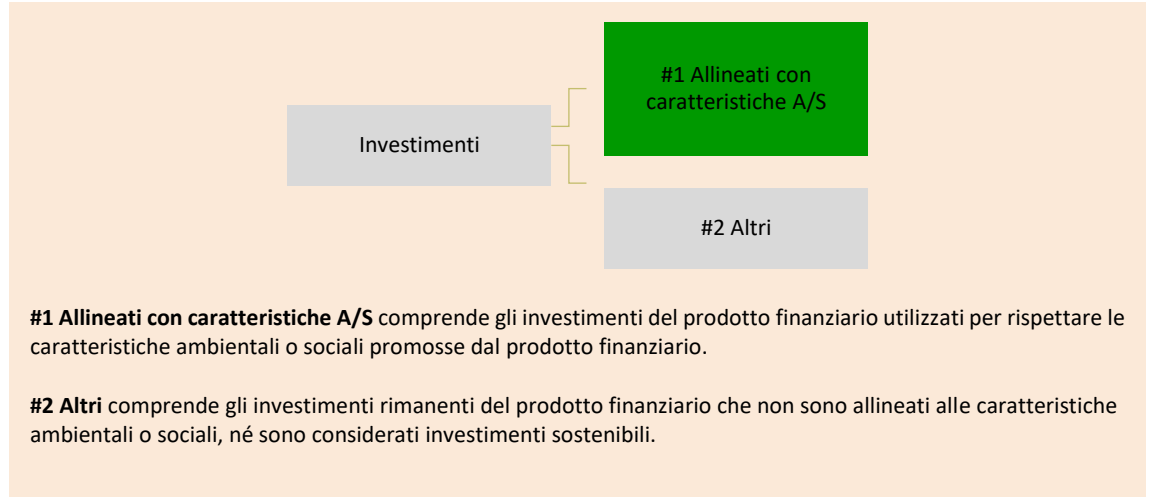 #1 Allineati con
caratteristiche A/S
Investimenti
#2 Altri
#1 Allineati con caratteristiche A/S comprende gli investimenti del prodotto finanziario utilizzati per rispettare le
caratteristiche ambientali o sociali promosse dal prodotto finanziario.
#2 Altri comprende gli investimenti rimanenti del prodotto finanziario che non sono allineati alle caratteristiche
ambientali o sociali, né sono considerati investimenti sostenibili.